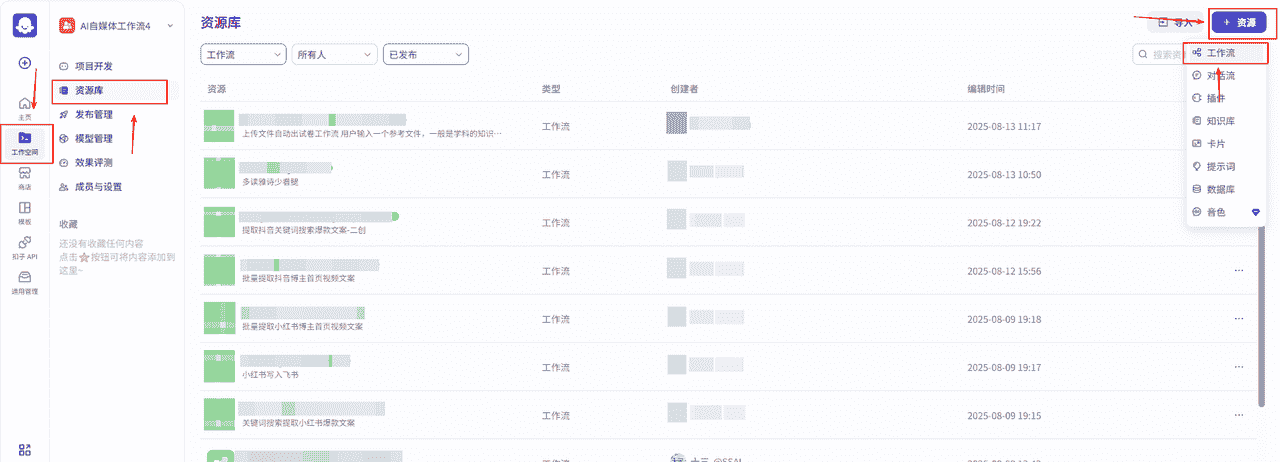 AI自媒体工作流4
项目开发
资源库
发布管理
模型管理
效果评测
成员与设置
收藏
还没有收藏任何内容
点击按钮可将内容添加到
这里~
主页
工作空间
商店
模板
扣子 API
通用管理
资源库
导入
+ 资源
工作流
所有人
已发布
搜索资
工作流
对话流
插件
知识库
卡片
提示词
数据库
音色
资源 类型 创建者 编辑时间
上传文件自动出试卷工作流 用户输入一个参考文件，一般是学科的知识… 工作流 2025-08-13 11:17
多读雅诗少看腿 工作流 2025-08-13 10:50
提取抖音关键词搜索爆款文案-二创 工作流 2025-08-12 19:22
批量提取抖音博主首页视频文案 工作流 2025-08-12 15:56
批量提取小红书博主首页视频文案 工作流 2025-08-09 19:18
小红书写入飞书 工作流 2025-08-09 19:17
关键词搜索提取小红书爆款文案 工作流 2025-08-09 19:15